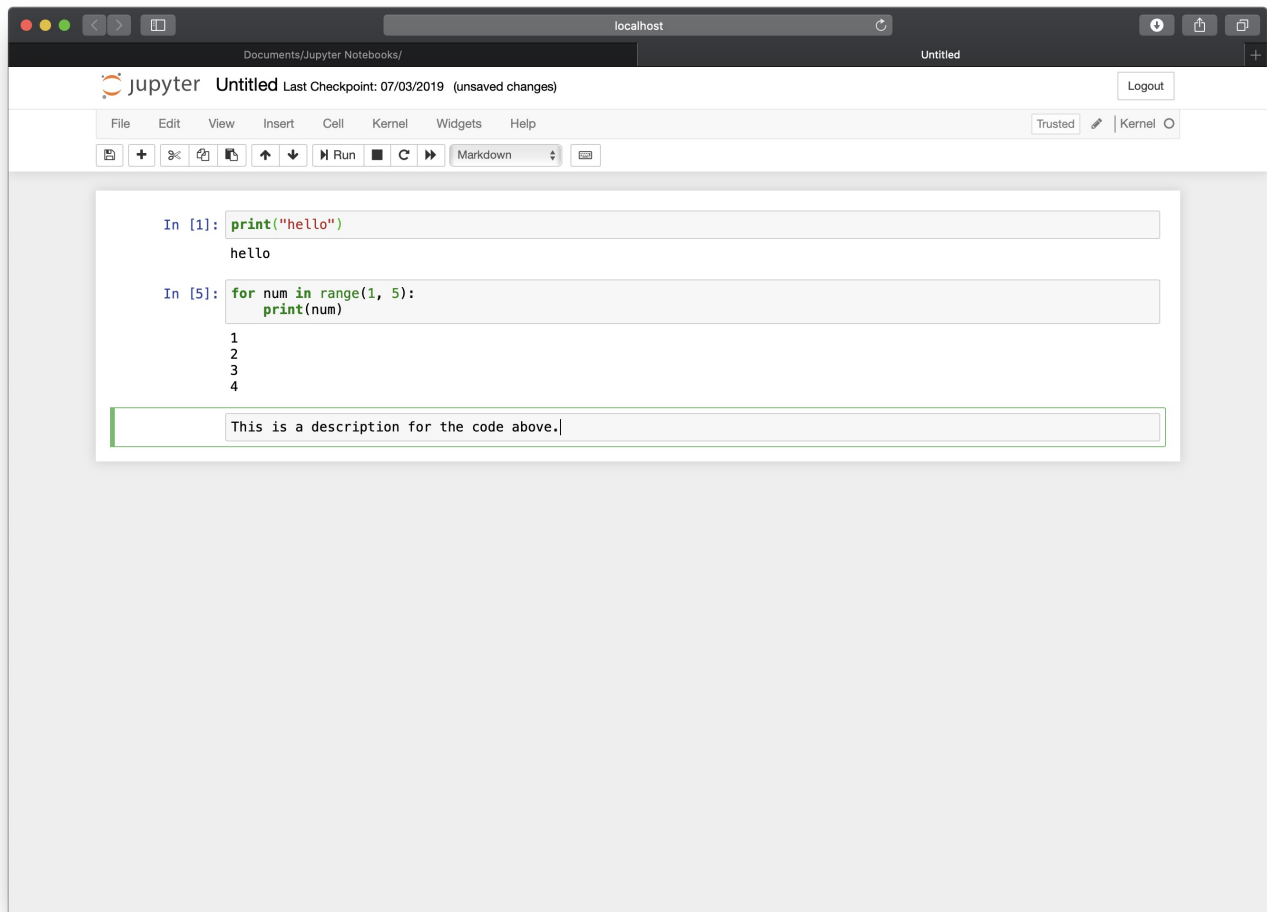 localhost
Documents/Jupyter Notebooks/
Untitled
jupyter Untitled Last Checkpoint: 07/03/2019 (unsaved changes)
Logout
File Edit View Insert Cell Kernel Widgets Help
Trusted Kernel
Run Markdown
In [1]: print("hello")
hello
In [5]: for num in range(1, 5):
    print(num)
1
2
3
4
This is a description for the code above.